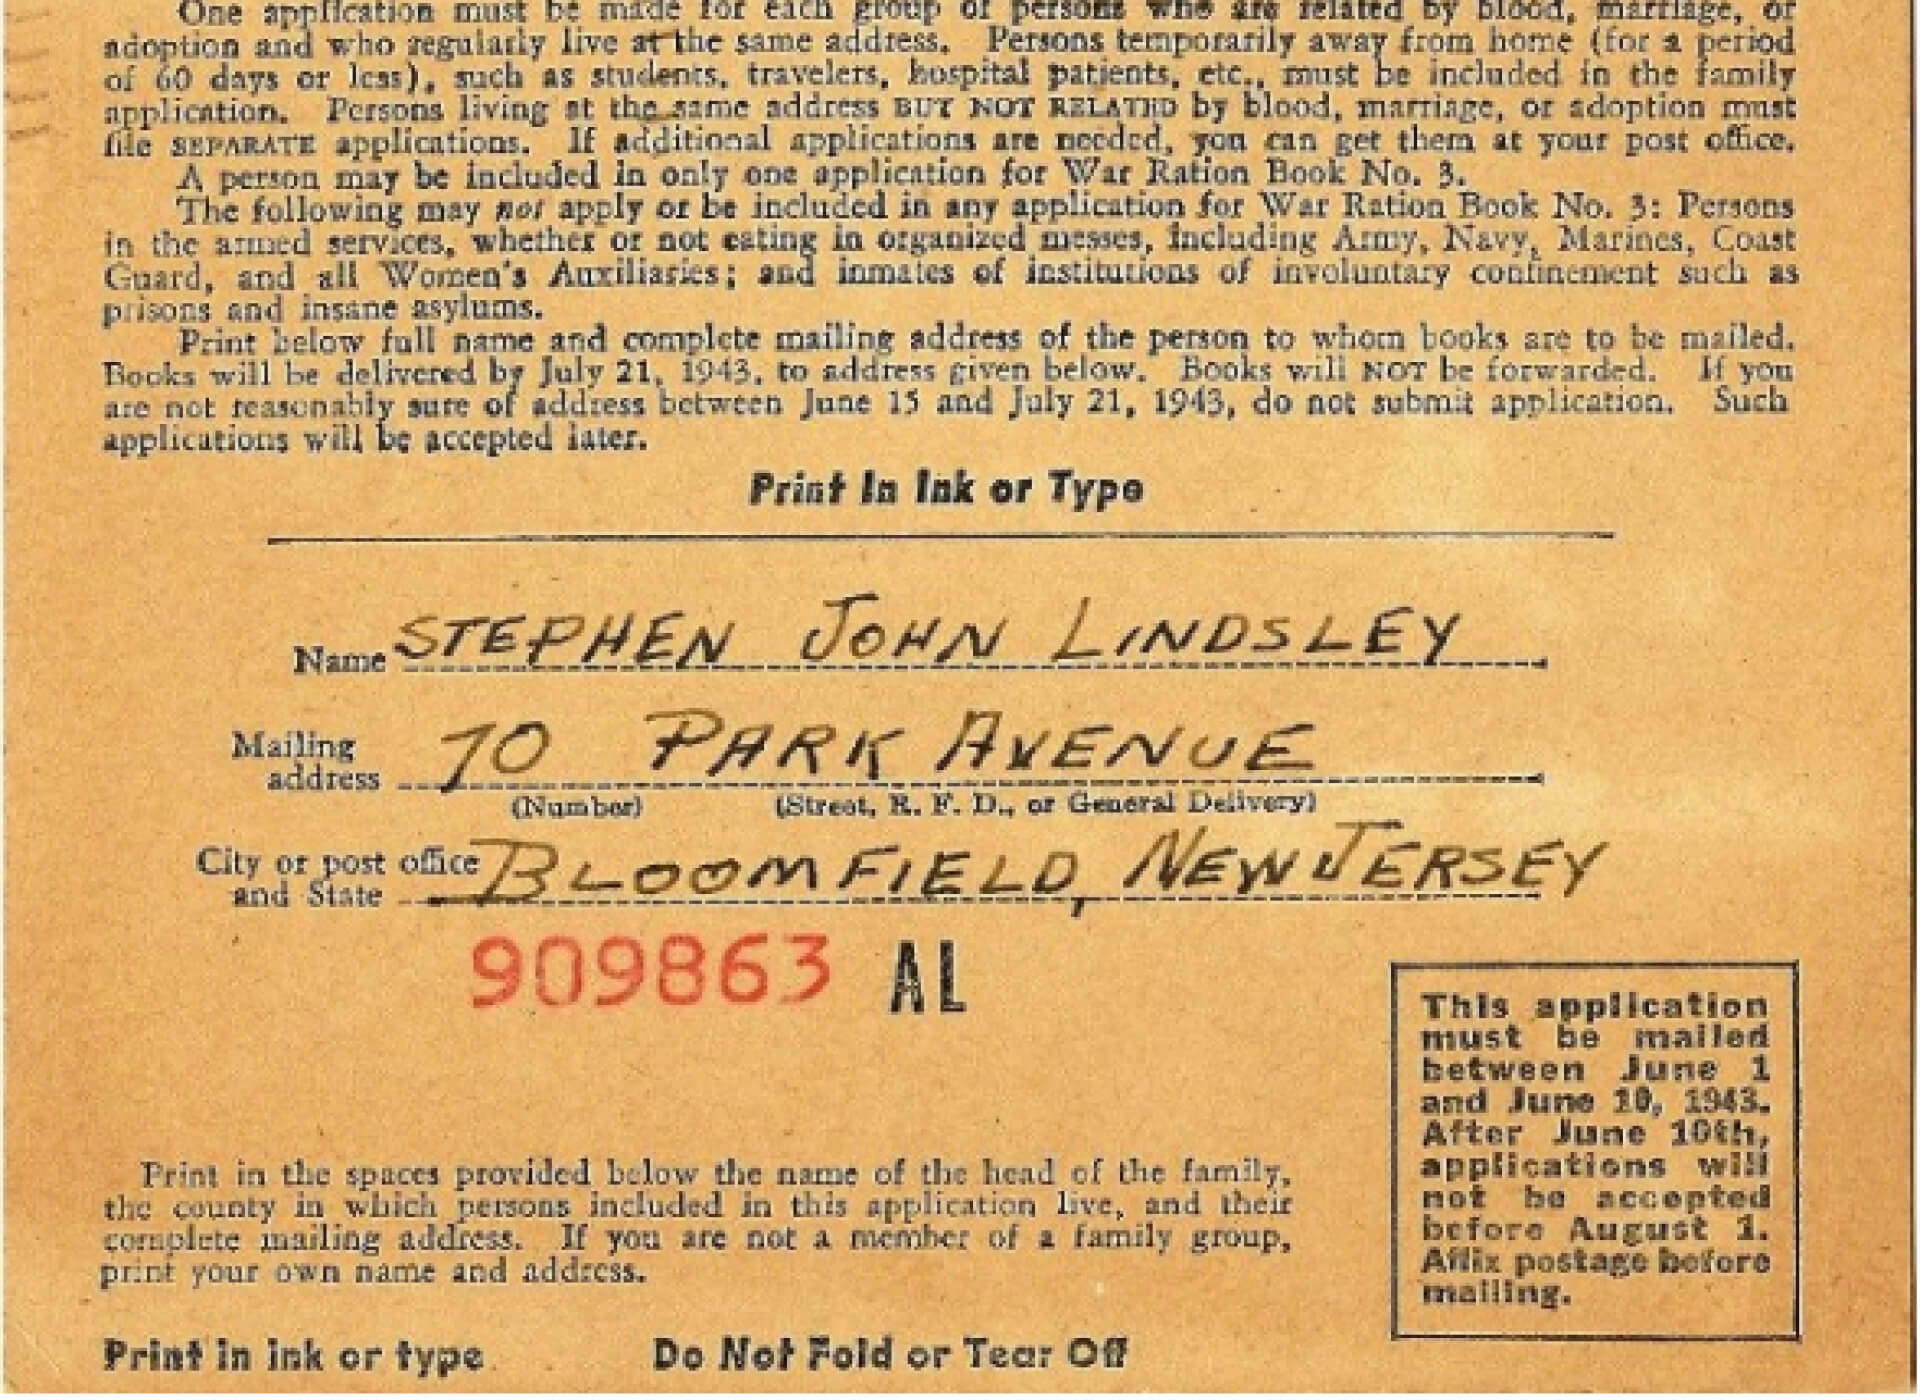 One application must be made for each group of persons who are related by blood, marriage, or
adoption and who regularly live at the same address. Persons temporarily away from home (for a period
of 60 days or less), such as students, travelers, hospital patients, etc., must be included in the family
application. Persons living at the same address BUT NOT RELATED by blood, marriage, or adoption must
file SEPARATE applications. If additional applications are needed, you can get them at your post office.
A person may be included in only one application for War Ration Book No. 3.
The following may not apply or be included in any application for War Ration Book No. 3: Persons
in the armed services, whether or not eating in organized messes, including Army, Navy, Marines, Coast
Guard, and all Women's Auxiliaries; and inmates of institutions of involuntary confinement such as
prisons and insane asylums.
Print below full name and complete mailing address of the person to whom books are to be mailed.
Books will be delivered by July 21, 1943, to address given below. Books will NOT be forwarded. If you
are not reasonably sure of address between June 15 and July 21, 1943, do not submit application. Such
applications will be accepted later.
Print In Ink or Type
Name STEPHEN JOHN LINDSLEY
Mailing
address 70 PARK AVENUE
(Number) (Street, R. F. D., or General Delivery)
City or post office
and State BLOOMFIELD, NEW JERSEY
909863 AL
This application
must be mailed
between June 1
and June 10, 1943.
After June 10th,
applications will
not be accepted
before August 1.
Affix postage before
mailing.
Print in the spaces provided below the name of the head of the family,
the county in which persons included in this application live, and their
complete mailing address. If you are not a member of a family group,
print your own name and address.
Print in ink or type Do Not Fold or Tear Off